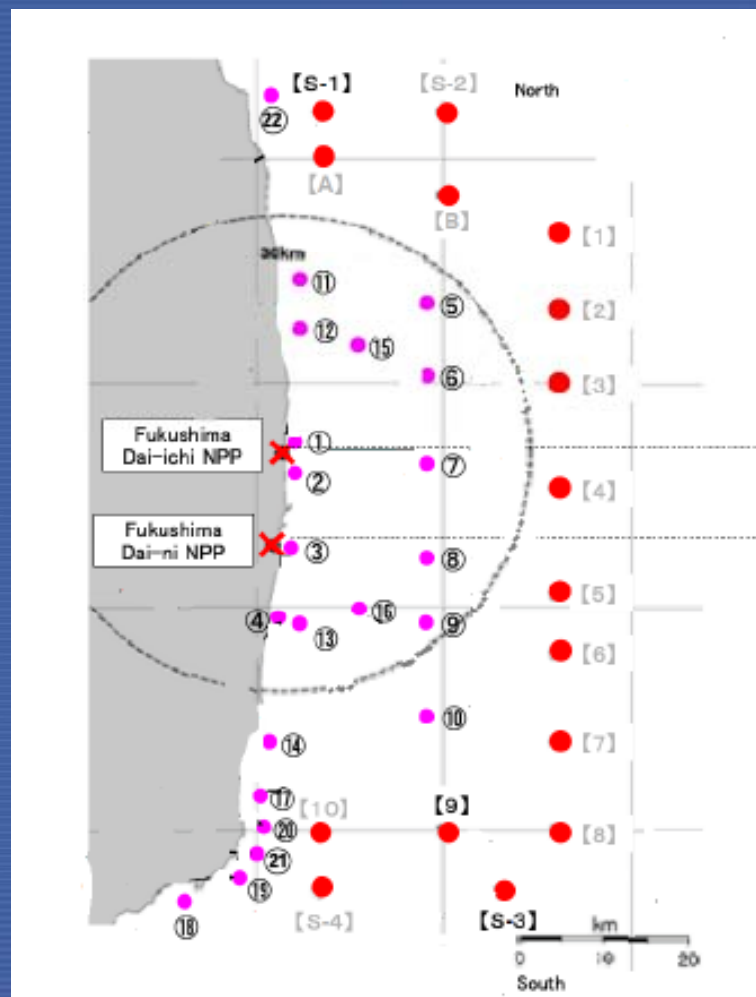 【S-1】
【S-2】
North
㉒
【A】
【B】
【1】
30km
⑪
⑤
【2】
⑫
⑮
⑥
【3】
Fukushima
Dai-ichi NPP
①
⑦
②
【4】
Fukushima
Dai-ni NPP
③
⑧
【5】
④
⑬
⑯
⑨
【6】
⑩
⑭
【7】
⑰
⑳
【10】
【9】
【8】
㉑
⑲
⑱
【S-4】
【S-3】
km
0 10 20
South